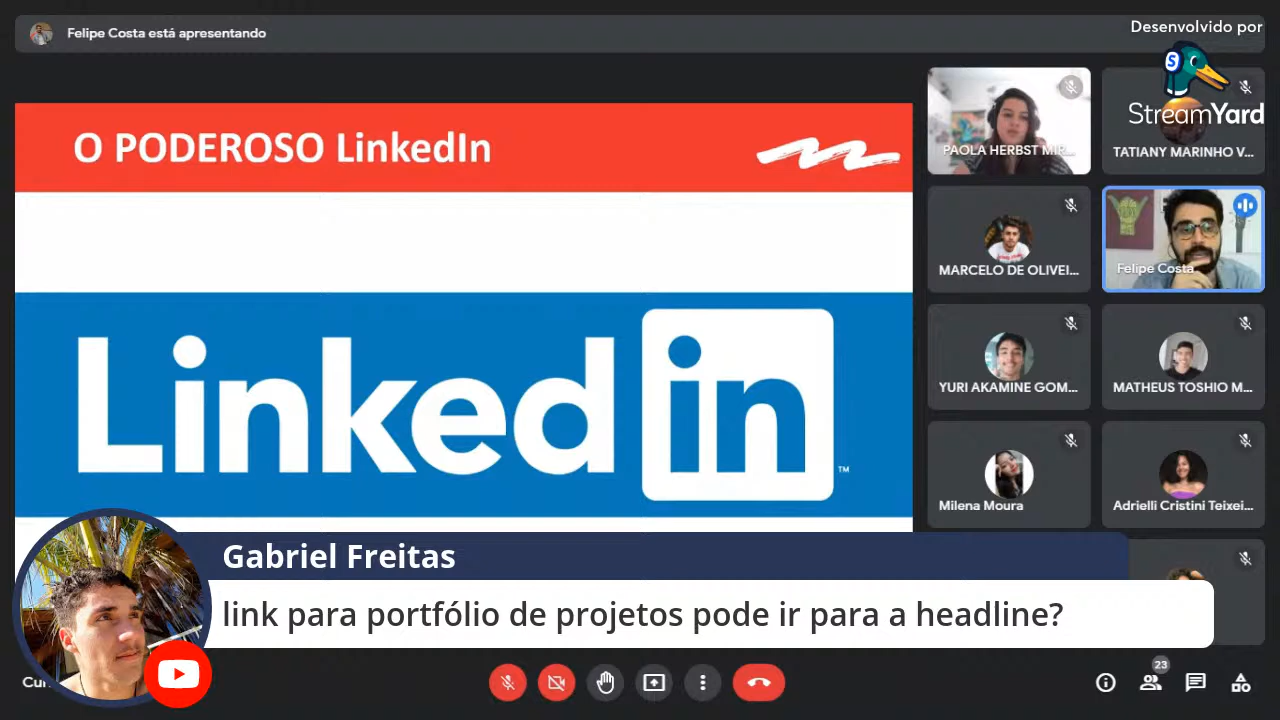 Felipe Costa está apresentando
Desenvolvido por
StreamYard
O PODEROSO LinkedIn
Linked in™
PAOLA HERBST MIR...
TATIANY MARINHO V...
MARCELO DE OLIVEI...
Felipe Costa
YURI AKAMINE GOM...
MATHEUS TOSHIO M...
Milena Moura
Adrielli Cristini Teixei...
Gabriel Freitas
link para portfólio de projetos pode ir para a headline?
23